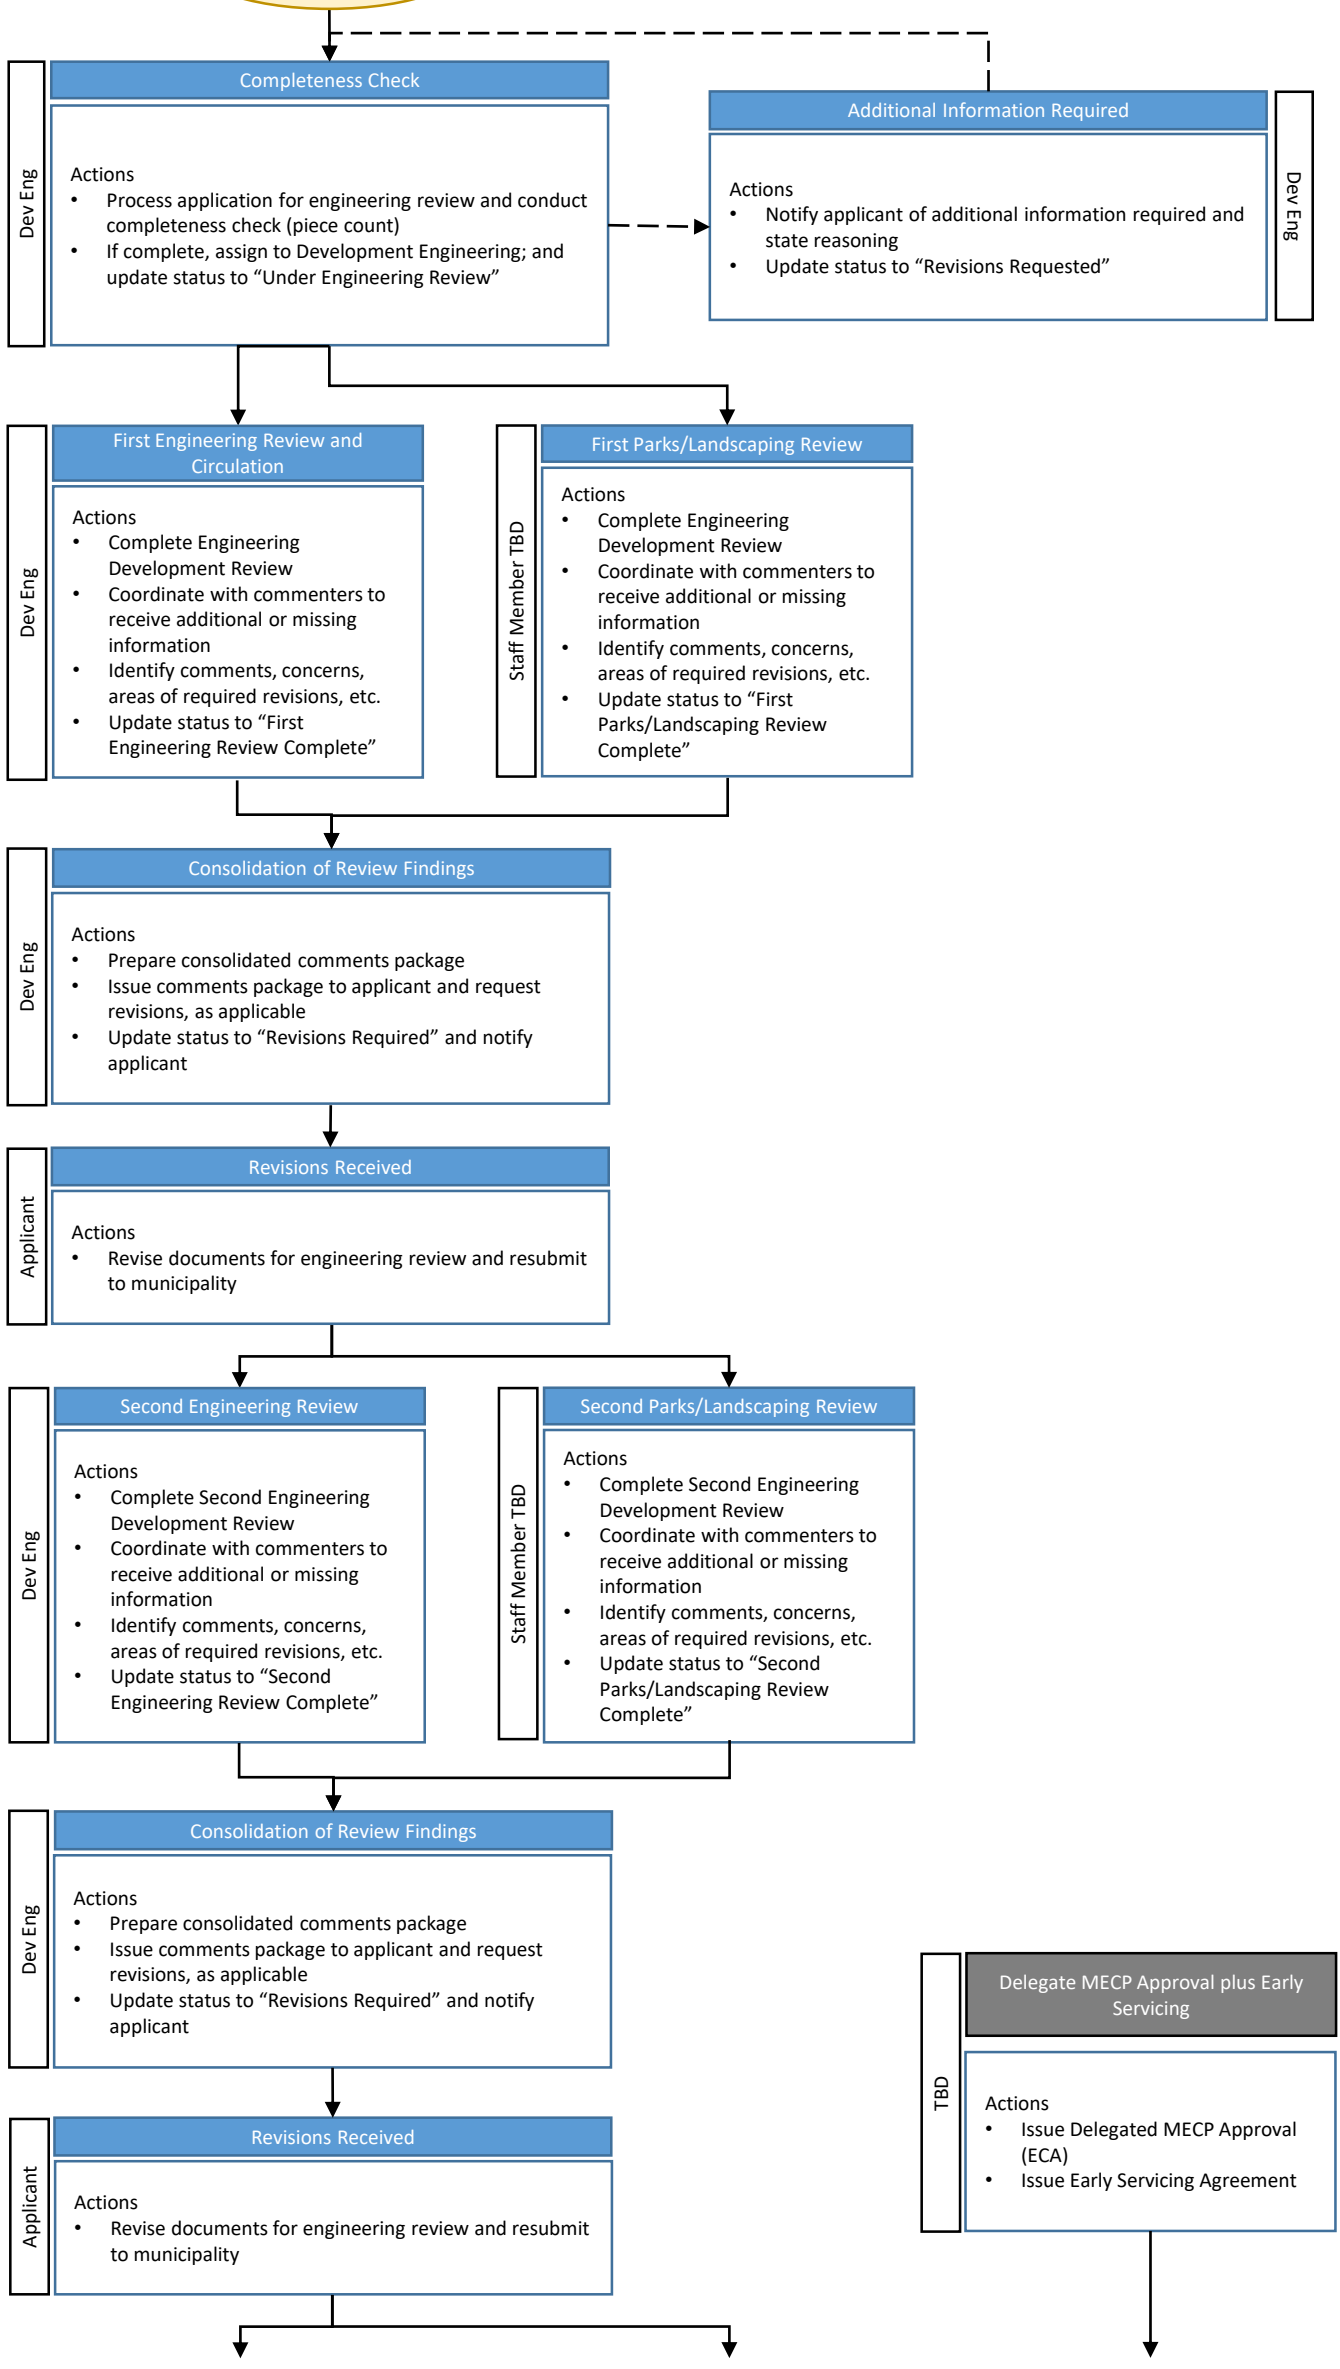 Completeness Check
Dev Eng
Actions
• Process application for engineering review and conduct
completeness check (piece count)
• If complete, assign to Development Engineering; and
update status to “Under Engineering Review”
Additional Information Required
Actions
• Notify applicant of additional information required and
state reasoning
• Update status to “Revisions Requested”
Dev Eng
Dev Eng
First Engineering Review and
Circulation
Actions
• Complete Engineering
Development Review
• Coordinate with commenters to
receive additional or missing
information
• Identify comments, concerns,
areas of required revisions, etc.
• Update status to “First
Engineering Review Complete”
Staff Member TBD
First Parks/Landscaping Review
Actions
• Complete Engineering
Development Review
• Coordinate with commenters to
receive additional or missing
information
• Identify comments, concerns,
areas of required revisions, etc.
• Update status to “First
Parks/Landscaping Review
Complete”
Dev Eng
Consolidation of Review Findings
Actions
• Prepare consolidated comments package
• Issue comments package to applicant and request
revisions, as applicable
• Update status to “Revisions Required” and notify
applicant
Applicant
Revisions Received
Actions
• Revise documents for engineering review and resubmit
to municipality
Dev Eng
Second Engineering Review
Actions
• Complete Second Engineering
Development Review
• Coordinate with commenters to
receive additional or missing
information
• Identify comments, concerns,
areas of required revisions, etc.
• Update status to “Second
Engineering Review Complete”
Staff Member TBD
Second Parks/Landscaping Review
Actions
• Complete Second Engineering
Development Review
• Coordinate with commenters to
receive additional or missing
information
• Identify comments, concerns,
areas of required revisions, etc.
• Update status to “Second
Parks/Landscaping Review
Complete”
Dev Eng
Consolidation of Review Findings
Actions
• Prepare consolidated comments package
• Issue comments package to applicant and request
revisions, as applicable
• Update status to “Revisions Required” and notify
applicant
TBD
Delegate MECP Approval plus Early
Servicing
Actions
• Issue Delegated MECP Approval
(ECA)
• Issue Early Servicing Agreement
Applicant
Revisions Received
Actions
• Revise documents for engineering review and resubmit
to municipality